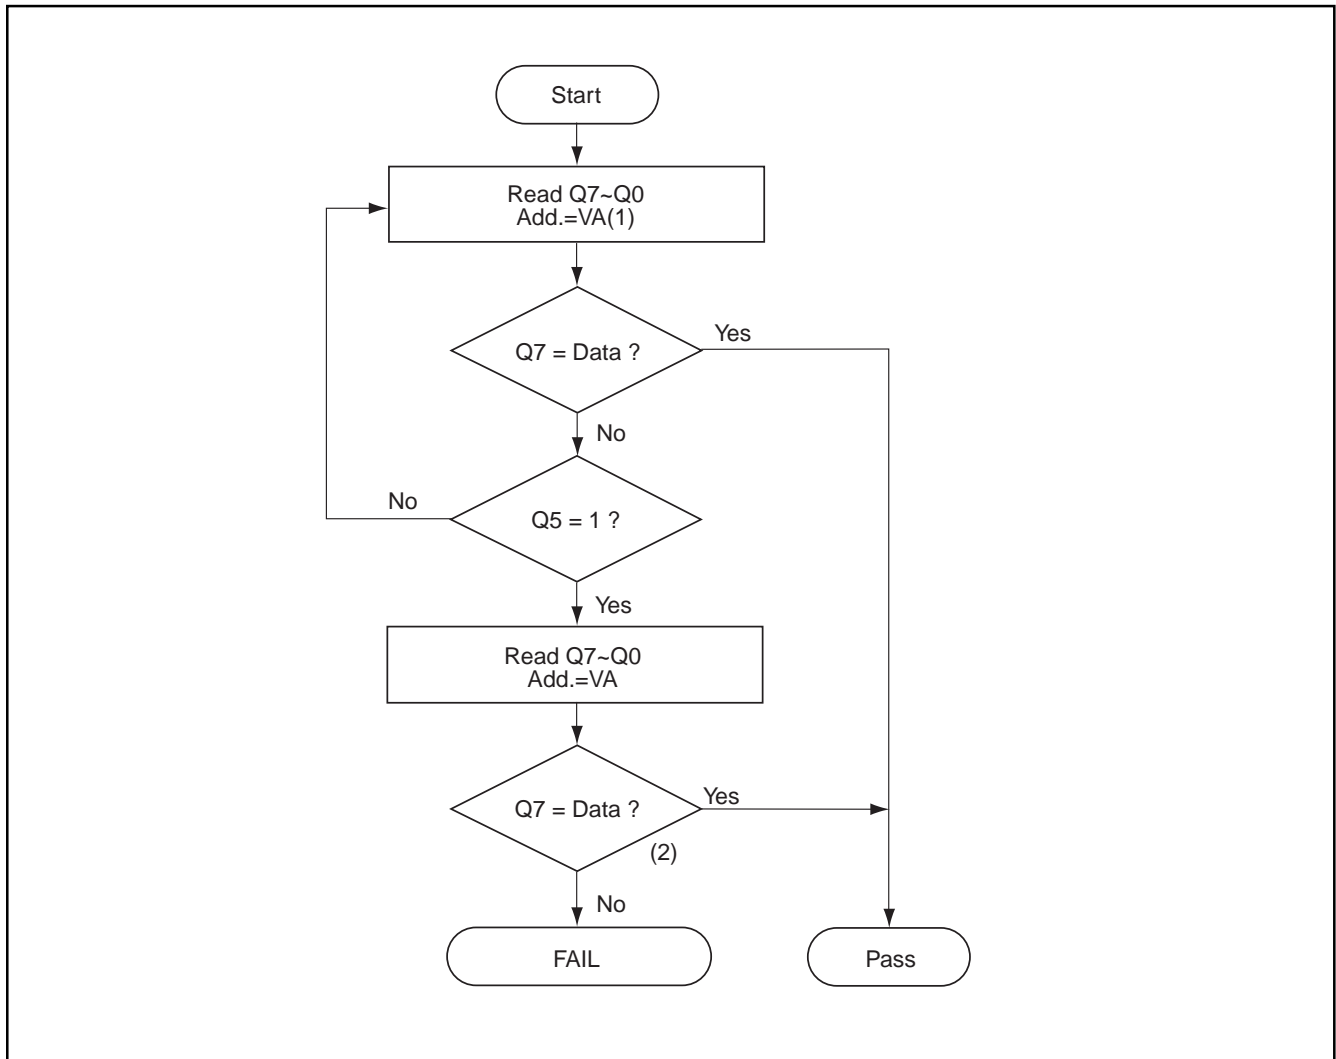 Start
Read Q7~Q0
Add.=VA(1)
Q7 = Data ?
Yes
No
No
Q5 = 1 ?
Yes
Read Q7~Q0
Add.=VA
Q7 = Data ?
Yes
(2)
No
FAIL
Pass